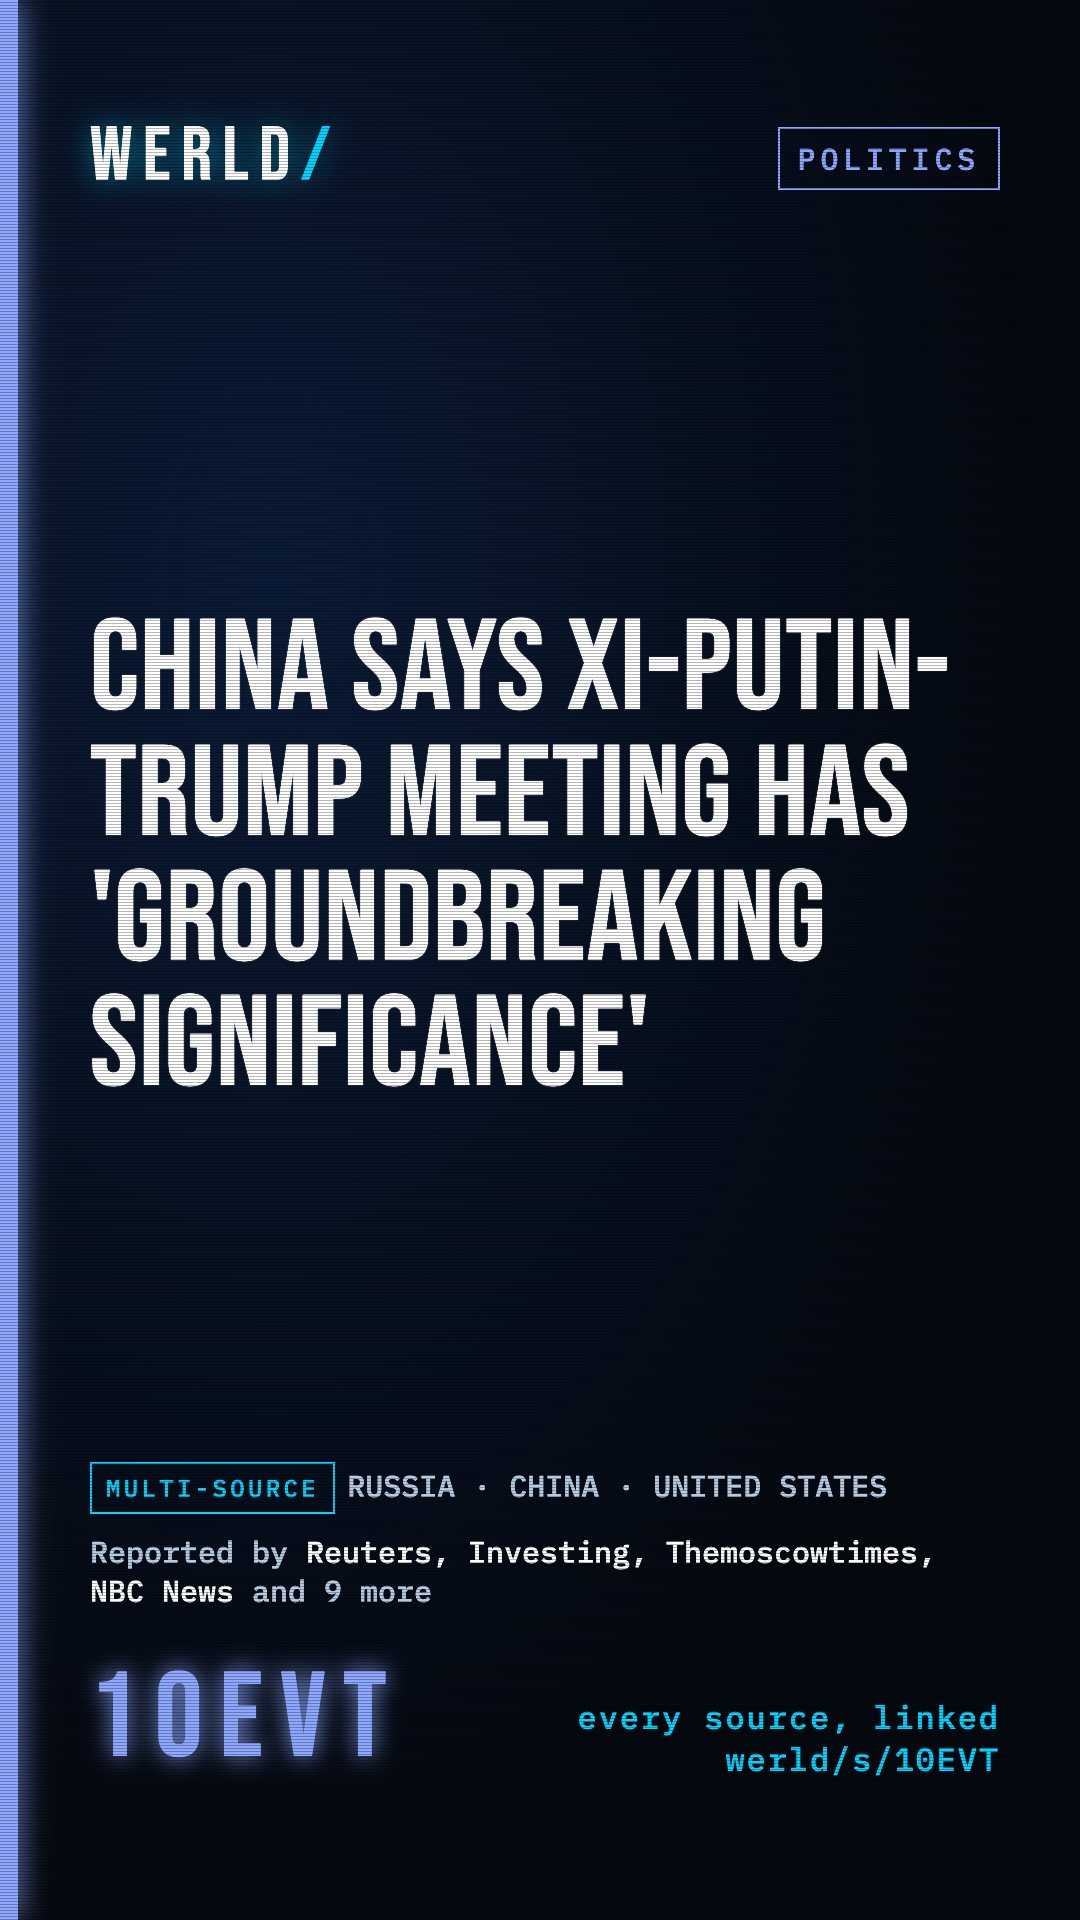 WERLD/
POLITICS
CHINA SAYS XI-PUTIN-
TRUMP MEETING HAS
'GROUNDBREAKING
SIGNIFICANCE'
MULTI-SOURCE RUSSIA · CHINA · UNITED STATES
Reported by Reuters, Investing, Themoscowtimes,
NBC News and 9 more
10EVT
every source, linked
werld/s/10EVT